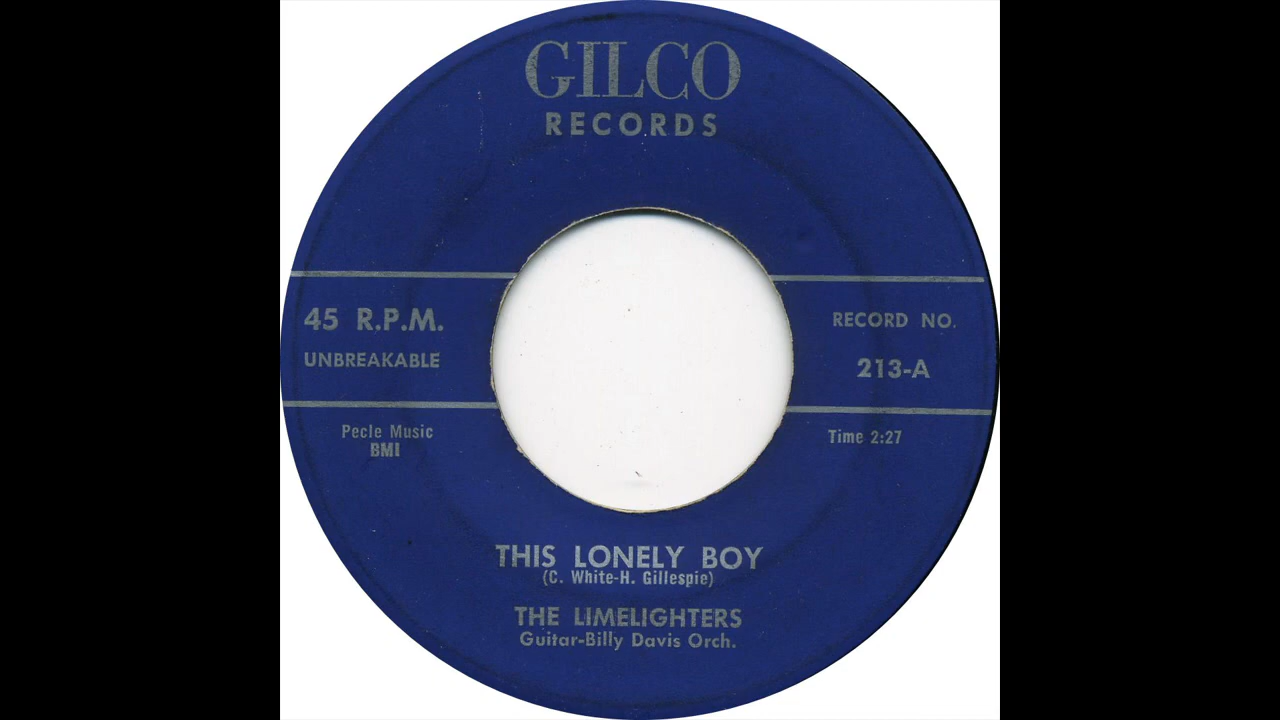 GILCO
RECORDS
45 R.P.M.
UNBREAKABLE
RECORD NO.
213-A
Pecle Music
BMI
Time 2:27
THIS LONELY BOY
(C. White-H. Gillespie)
THE LIMELIGHTERS
Guitar-Billy Davis Orch.